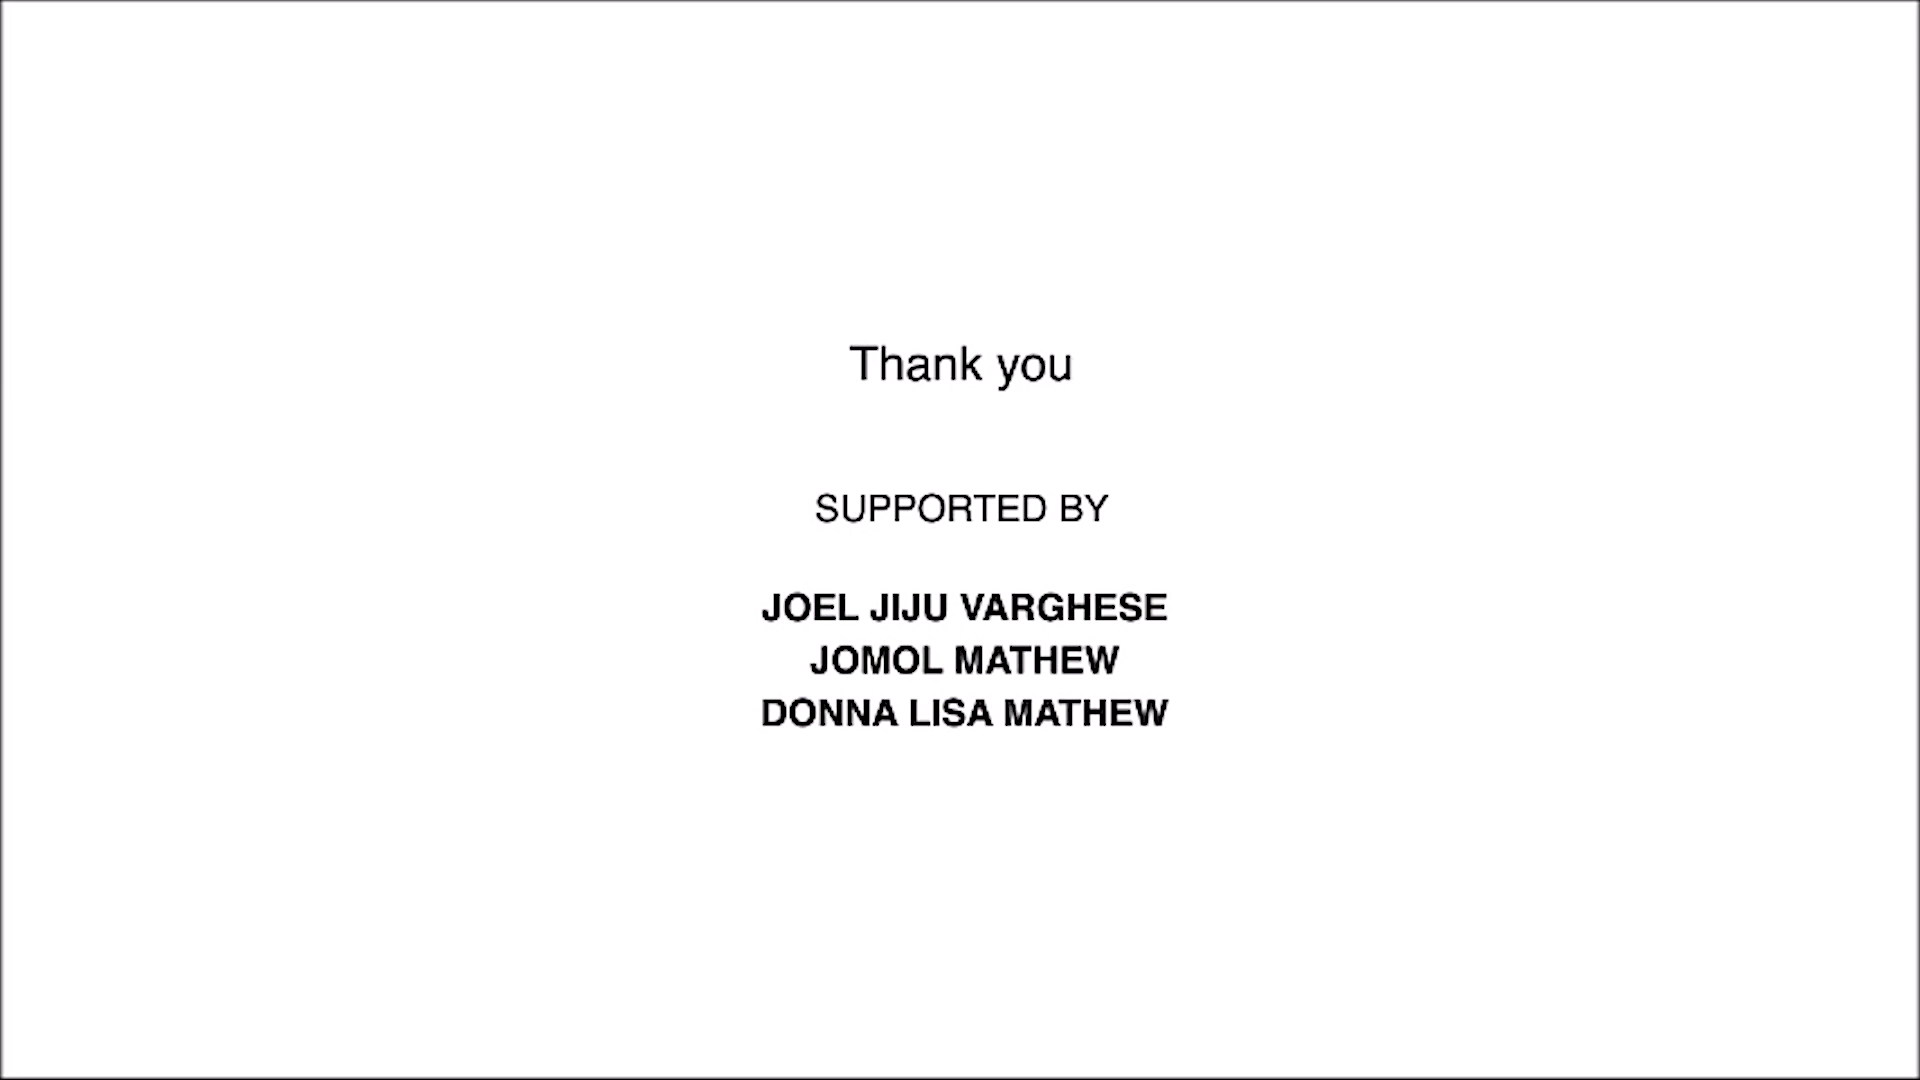 Thank you
SUPPORTED BY
JOEL JIJU VARGHESE
JOMOL MATHEW
DONNA LISA MATHEW